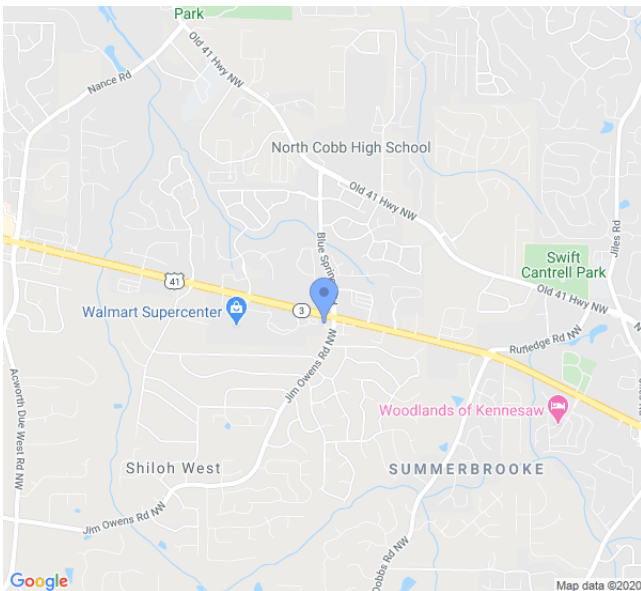 Park
Old 41 Hwy NW
Nance Rd
North Cobb High School
Old 41 Hwy NW
Blue Sprin
Jiles Rd
Swift
Cantrell Park
41
Old 41 Hwy NW
Walmart Supercenter
3
N
Rutledge Rd NW
Jim Owens Rd NW
Acworth Due West Rd NW
Woodlands of Kennesaw
Shiloh West
SUMMERBROOKE
Jim Owens Rd NW
Dobbs Rd NW
Google
Map data ©2020